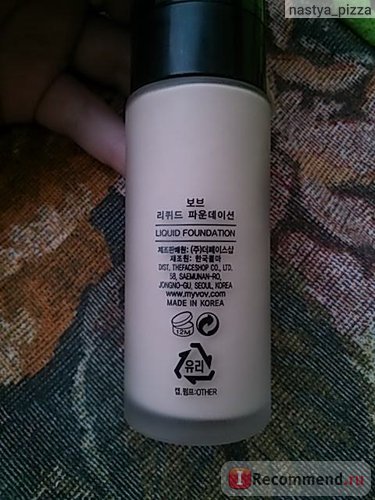 nastya_pizza
보브
리퀴드 파운데이션
LIQUID FOUNDATION
제조판매원: (주)더페이스샵
제조원: 한국콜마
DIST. THEFACESHOP CO., LTD.
58, SAEMUNAN-RO,
JONGNO-GU, SEOUL, KOREA
www.myvov.com
MADE IN KOREA
12M
유리
캡.펌프:OTHER
iRecommend.ru